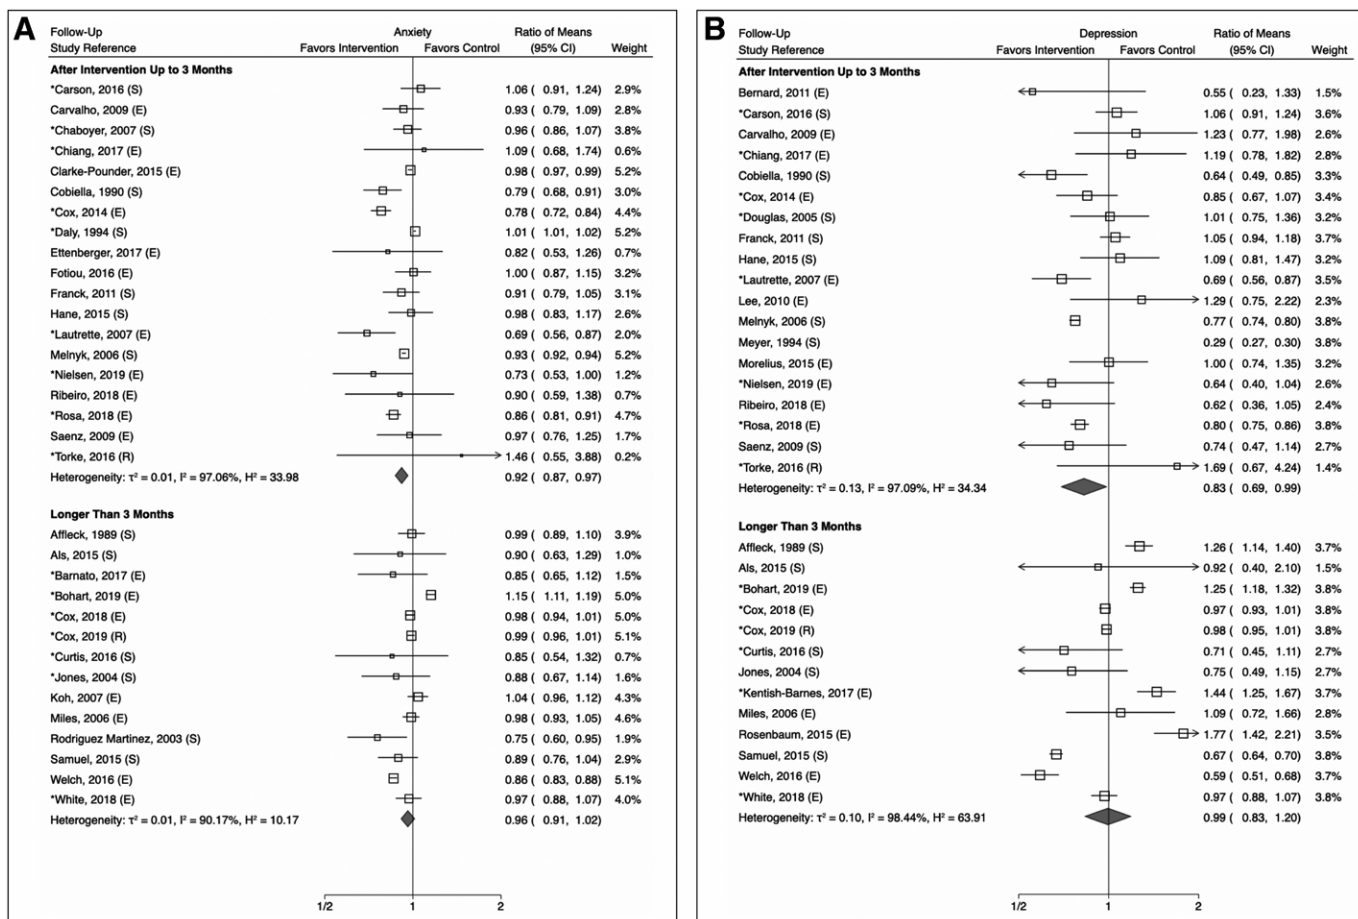 A
Follow-Up Anxiety Ratio of Means
Study Reference Favors Intervention Favors Control (95% CI) Weight
After Intervention Up to 3 Months
*Carson, 2016 (S) 1.06 ( 0.91, 1.24) 2.9%
Carvalho, 2009 (E) 0.93 ( 0.79, 1.09) 2.8%
*Chaboyer, 2007 (S) 0.96 ( 0.86, 1.07) 3.8%
*Chiang, 2017 (E) 1.09 ( 0.68, 1.74) 0.6%
Clarke-Pounder, 2015 (E) 0.98 ( 0.97, 0.99) 5.2%
Cobiella, 1990 (S) 0.79 ( 0.68, 0.91) 3.0%
*Cox, 2014 (E) 0.78 ( 0.72, 0.84) 4.4%
*Daly, 1994 (S) 1.01 ( 1.01, 1.02) 5.2%
Ettenberger, 2017 (E) 0.82 ( 0.53, 1.26) 0.7%
Fotiou, 2016 (E) 1.00 ( 0.87, 1.15) 3.2%
Franck, 2011 (S) 0.91 ( 0.79, 1.05) 3.1%
Hane, 2015 (S) 0.98 ( 0.83, 1.17) 2.6%
*Lautrette, 2007 (E) 0.69 ( 0.56, 0.87) 2.0%
Melnyk, 2006 (S) 0.93 ( 0.92, 0.94) 5.2%
*Nielsen, 2019 (E) 0.73 ( 0.53, 1.00) 1.2%
Ribeiro, 2018 (E) 0.90 ( 0.59, 1.38) 0.7%
*Rosa, 2018 (E) 0.86 ( 0.81, 0.91) 4.7%
Saenz, 2009 (E) 0.97 ( 0.76, 1.25) 1.7%
*Torke, 2016 (R) 1.46 ( 0.55, 3.88) 0.2%
Heterogeneity: τ² = 0.01, I² = 97.06%, H² = 33.98 0.92 ( 0.87, 0.97)
Longer Than 3 Months
Affleck, 1989 (S) 0.99 ( 0.89, 1.10) 3.9%
Als, 2015 (S) 0.90 ( 0.63, 1.29) 1.0%
*Barnato, 2017 (E) 0.85 ( 0.65, 1.12) 1.5%
*Bohart, 2019 (E) 1.15 ( 1.11, 1.19) 5.0%
*Cox, 2018 (E) 0.98 ( 0.94, 1.01) 5.0%
*Cox, 2019 (R) 0.99 ( 0.96, 1.01) 5.1%
*Curtis, 2016 (S) 0.85 ( 0.54, 1.32) 0.7%
*Jones, 2004 (S) 0.88 ( 0.67, 1.14) 1.6%
Koh, 2007 (E) 1.04 ( 0.96, 1.12) 4.3%
Miles, 2006 (E) 0.98 ( 0.93, 1.05) 4.6%
Rodriguez Martinez, 2003 (S) 0.75 ( 0.60, 0.95) 1.9%
Samuel, 2015 (S) 0.89 ( 0.76, 1.04) 2.9%
Welch, 2016 (E) 0.86 ( 0.83, 0.88) 5.1%
*White, 2018 (E) 0.97 ( 0.88, 1.07) 4.0%
Heterogeneity: τ² = 0.01, I² = 90.17%, H² = 10.17 0.96 ( 0.91, 1.02)
1/2 1 2
B
Follow-Up Depression Ratio of Means
Study Reference Favors Intervention Favors Control (95% CI) Weight
After Intervention Up to 3 Months
Bernard, 2011 (E) 0.55 ( 0.23, 1.33) 1.5%
*Carson, 2016 (S) 1.06 ( 0.91, 1.24) 3.6%
Carvalho, 2009 (E) 1.23 ( 0.77, 1.98) 2.6%
*Chiang, 2017 (E) 1.19 ( 0.78, 1.82) 2.8%
Cobiella, 1990 (S) 0.64 ( 0.49, 0.85) 3.3%
*Cox, 2014 (E) 0.85 ( 0.67, 1.07) 3.4%
*Douglas, 2005 (S) 1.01 ( 0.75, 1.36) 3.2%
Franck, 2011 (S) 1.05 ( 0.94, 1.18) 3.7%
Hane, 2015 (S) 1.09 ( 0.81, 1.47) 3.2%
*Lautrette, 2007 (E) 0.69 ( 0.56, 0.87) 3.5%
Lee, 2010 (E) 1.29 ( 0.75, 2.22) 2.3%
Melnyk, 2006 (S) 0.77 ( 0.74, 0.80) 3.8%
Meyer, 1994 (S) 0.29 ( 0.27, 0.30) 3.8%
Morelius, 2015 (E) 1.00 ( 0.74, 1.35) 3.2%
*Nielsen, 2019 (E) 0.64 ( 0.40, 1.04) 2.6%
Ribeiro, 2018 (E) 0.62 ( 0.36, 1.05) 2.4%
*Rosa, 2018 (E) 0.80 ( 0.75, 0.86) 3.8%
Saenz, 2009 (S) 0.74 ( 0.47, 1.14) 2.7%
*Torke, 2016 (R) 1.69 ( 0.67, 4.24) 1.4%
Heterogeneity: τ² = 0.13, I² = 97.09%, H² = 34.34 0.83 ( 0.69, 0.99)
Longer Than 3 Months
Affleck, 1989 (S) 1.26 ( 1.14, 1.40) 3.7%
Als, 2015 (S) 0.92 ( 0.40, 2.10) 1.5%
*Bohart, 2019 (E) 1.25 ( 1.18, 1.32) 3.8%
*Cox, 2018 (E) 0.97 ( 0.93, 1.01) 3.8%
*Cox, 2019 (R) 0.98 ( 0.95, 1.01) 3.8%
*Curtis, 2016 (S) 0.71 ( 0.45, 1.11) 2.7%
Jones, 2004 (S) 0.75 ( 0.49, 1.15) 2.7%
*Kentish-Barnes, 2017 (E) 1.44 ( 1.25, 1.67) 3.7%
Miles, 2006 (E) 1.09 ( 0.72, 1.66) 2.8%
Rosenbaum, 2015 (E) 1.77 ( 1.42, 2.21) 3.5%
Samuel, 2015 (S) 0.67 ( 0.64, 0.70) 3.8%
Welch, 2016 (E) 0.59 ( 0.51, 0.68) 3.7%
*White, 2018 (E) 0.97 ( 0.88, 1.07) 3.8%
Heterogeneity: τ² = 0.10, I² = 98.44%, H² = 63.91 0.99 ( 0.83, 1.20)
1/2 1 2